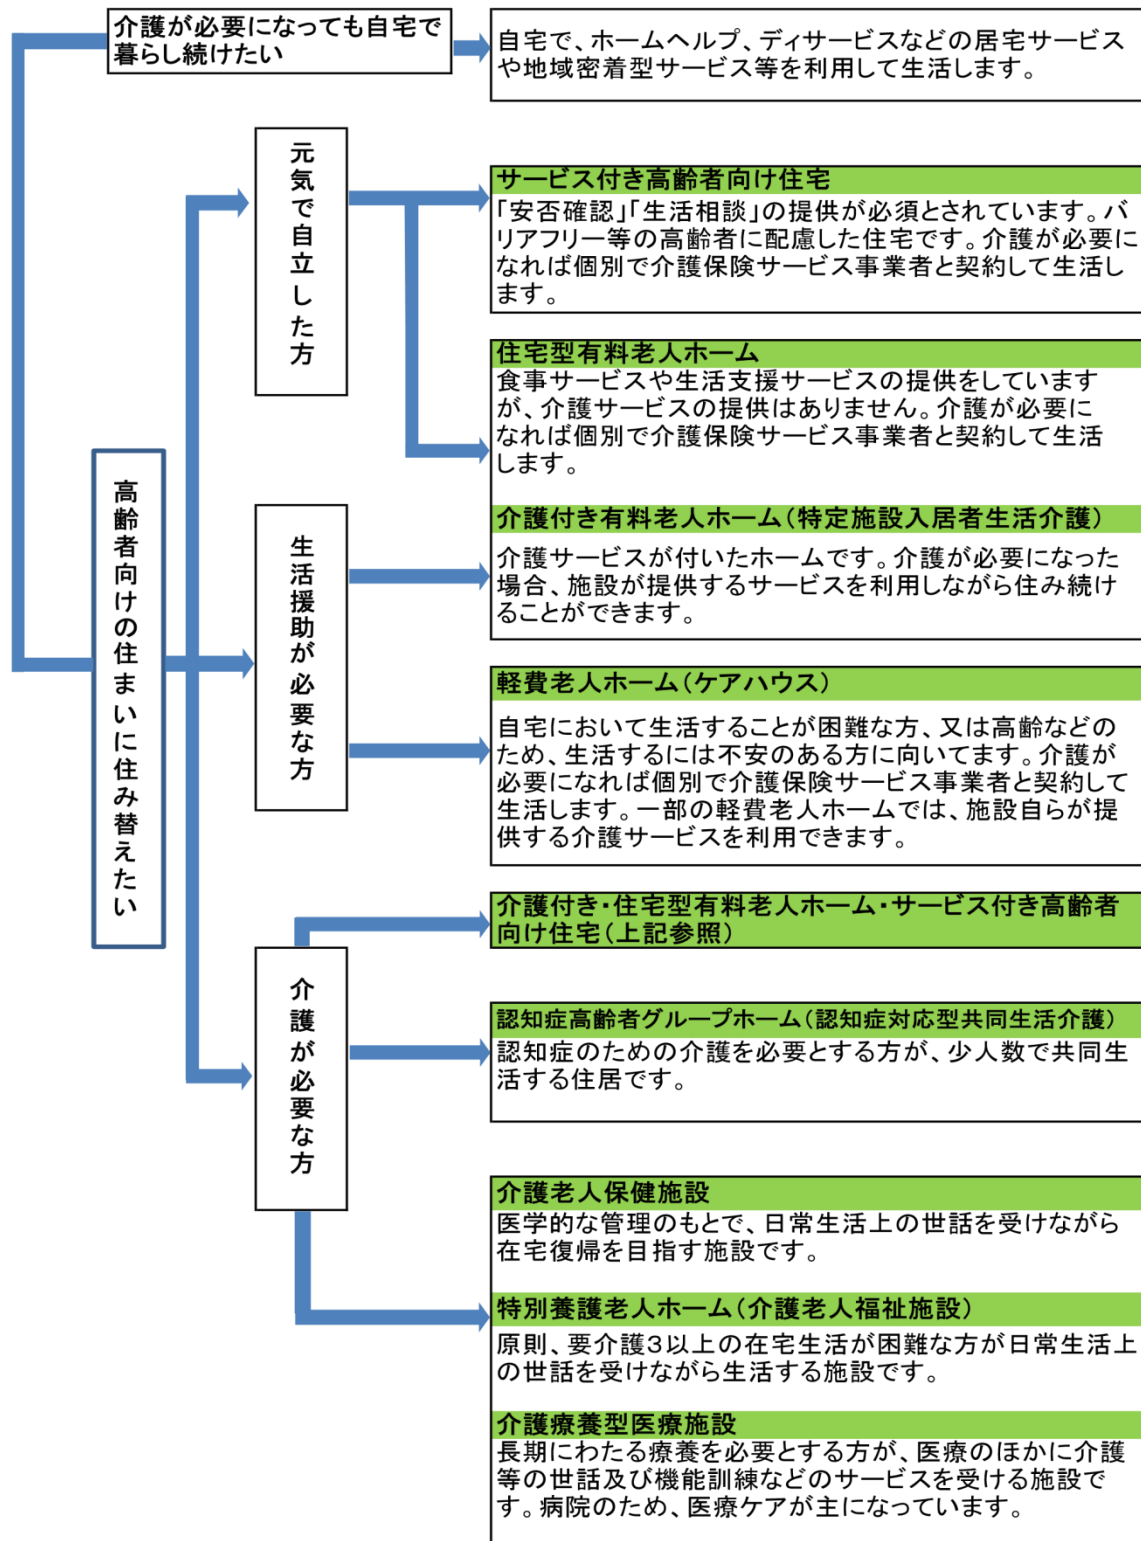 介護が必要になっても自宅で
暮らし続けたい
自宅で、ホームヘルプ、ディサービスなどの居宅サービス
や地域密着型サービス等を利用して生活します。
高齢者向けの住まいに住み替えたい
元気で自立した方
サービス付き高齢者向け住宅
「安否確認」「生活相談」の提供が必須とされています。バ
リアフリー等の高齢者に配慮した住宅です。介護が必要に
なれば個別で介護保険サービス事業者と契約して生活し
ます。
住宅型有料老人ホーム
食事サービスや生活支援サービスの提供をしています
が、介護サービスの提供はありません。介護が必要に
なれば個別で介護保険サービス事業者と契約して生活
します。
生活援助が必要な方
介護付き有料老人ホーム(特定施設入居者生活介護)
介護サービスが付いたホームです。介護が必要になった
場合、施設が提供するサービスを利用しながら住み続け
ることができます。
軽費老人ホーム(ケアハウス)
自宅において生活することが困難な方、又は高齢などの
ため、生活するには不安のある方に向いてます。介護が
必要になれば個別で介護保険サービス事業者と契約して
生活します。一部の軽費老人ホームでは、施設自らが提
供する介護サービスを利用できます。
介護が必要な方
介護付き・住宅型有料老人ホーム・サービス付き高齢者
向け住宅(上記参照)
認知症高齢者グループホーム(認知症対応型共同生活介護)
認知症のための介護を必要とする方が、少人数で共同生
活する住居です。
介護老人保健施設
医学的な管理のもとで、日常生活上の世話を受けながら
在宅復帰を目指す施設です。
特別養護老人ホーム(介護老人福祉施設)
原則、要介護３以上の在宅生活が困難な方が日常生活上
の世話を受けながら生活する施設です。
介護療養型医療施設
長期にわたる療養を必要とする方が、医療のほかに介護
等の世話及び機能訓練などのサービスを受ける施設で
す。病院のため、医療ケアが主になっています。